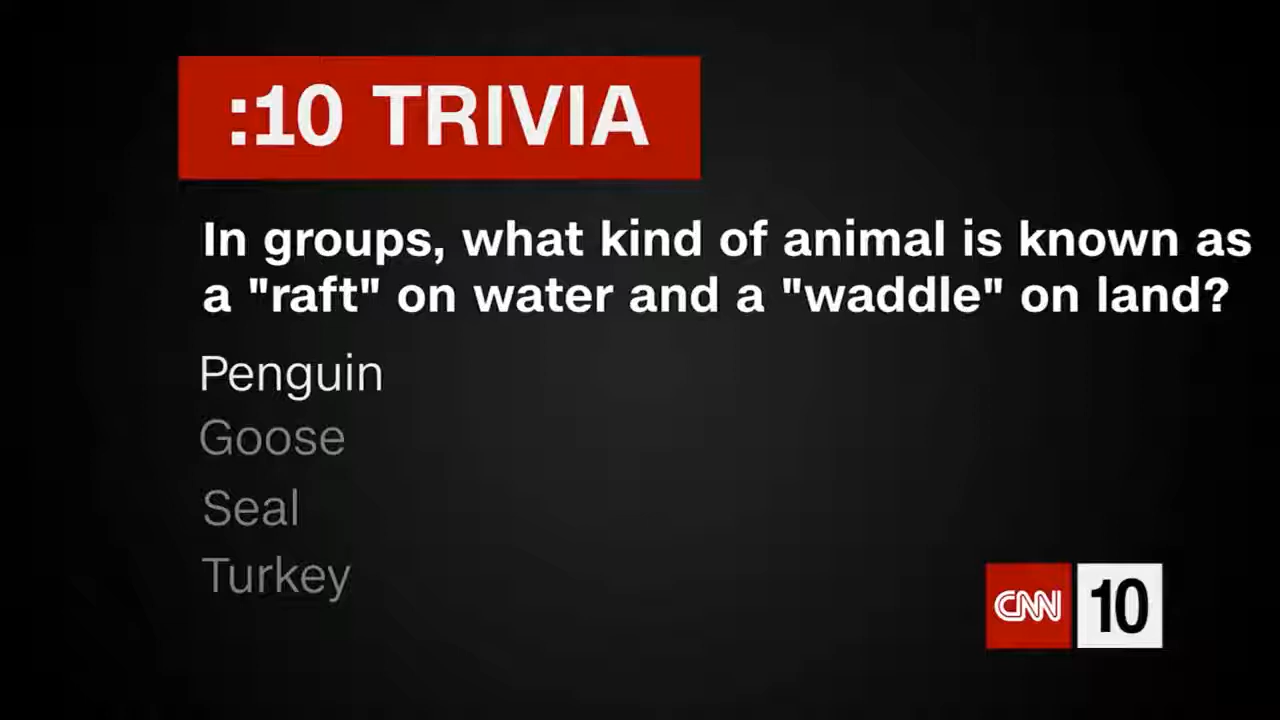 :10 TRIVIA
In groups, what kind of animal is known as
a "raft" on water and a "waddle" on land?
Penguin
Goose
Seal
Turkey
CNN 10